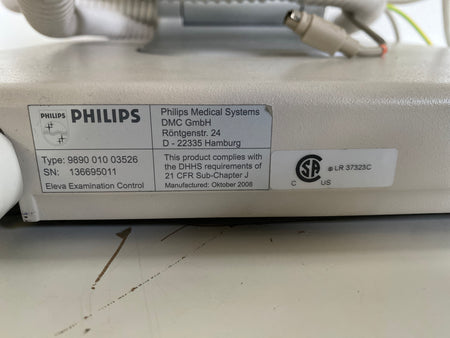 PHILIPS
PHILIPS
Philips Medical Systems
DMC GmbH
Röntgenstr. 24
D - 22335 Hamburg
Type: 9890 010 03526
SN: 136695011
Eleva Examination Control
This product complies with
the DHHS requirements of
21 CFR Sub-Chapter J
Manufactured: Oktober 2008
CSA
C US
® LR 37323C